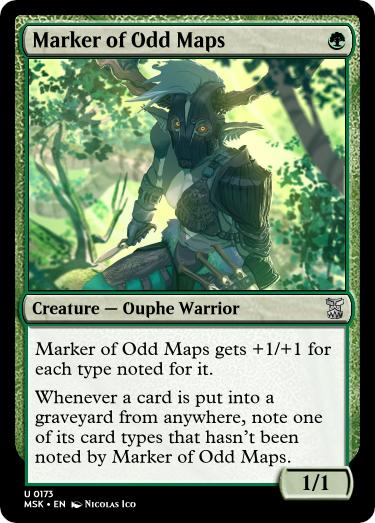 Marker of Odd Maps
Creature — Ouphe Warrior
Marker of Odd Maps gets +1/+1 for
each type noted for it.
Whenever a card is put into a
graveyard from anywhere, note one
of its card types that hasn't been
noted by Marker of Odd Maps.
1/1
U 0173
MSK • EN Nicolas Ico